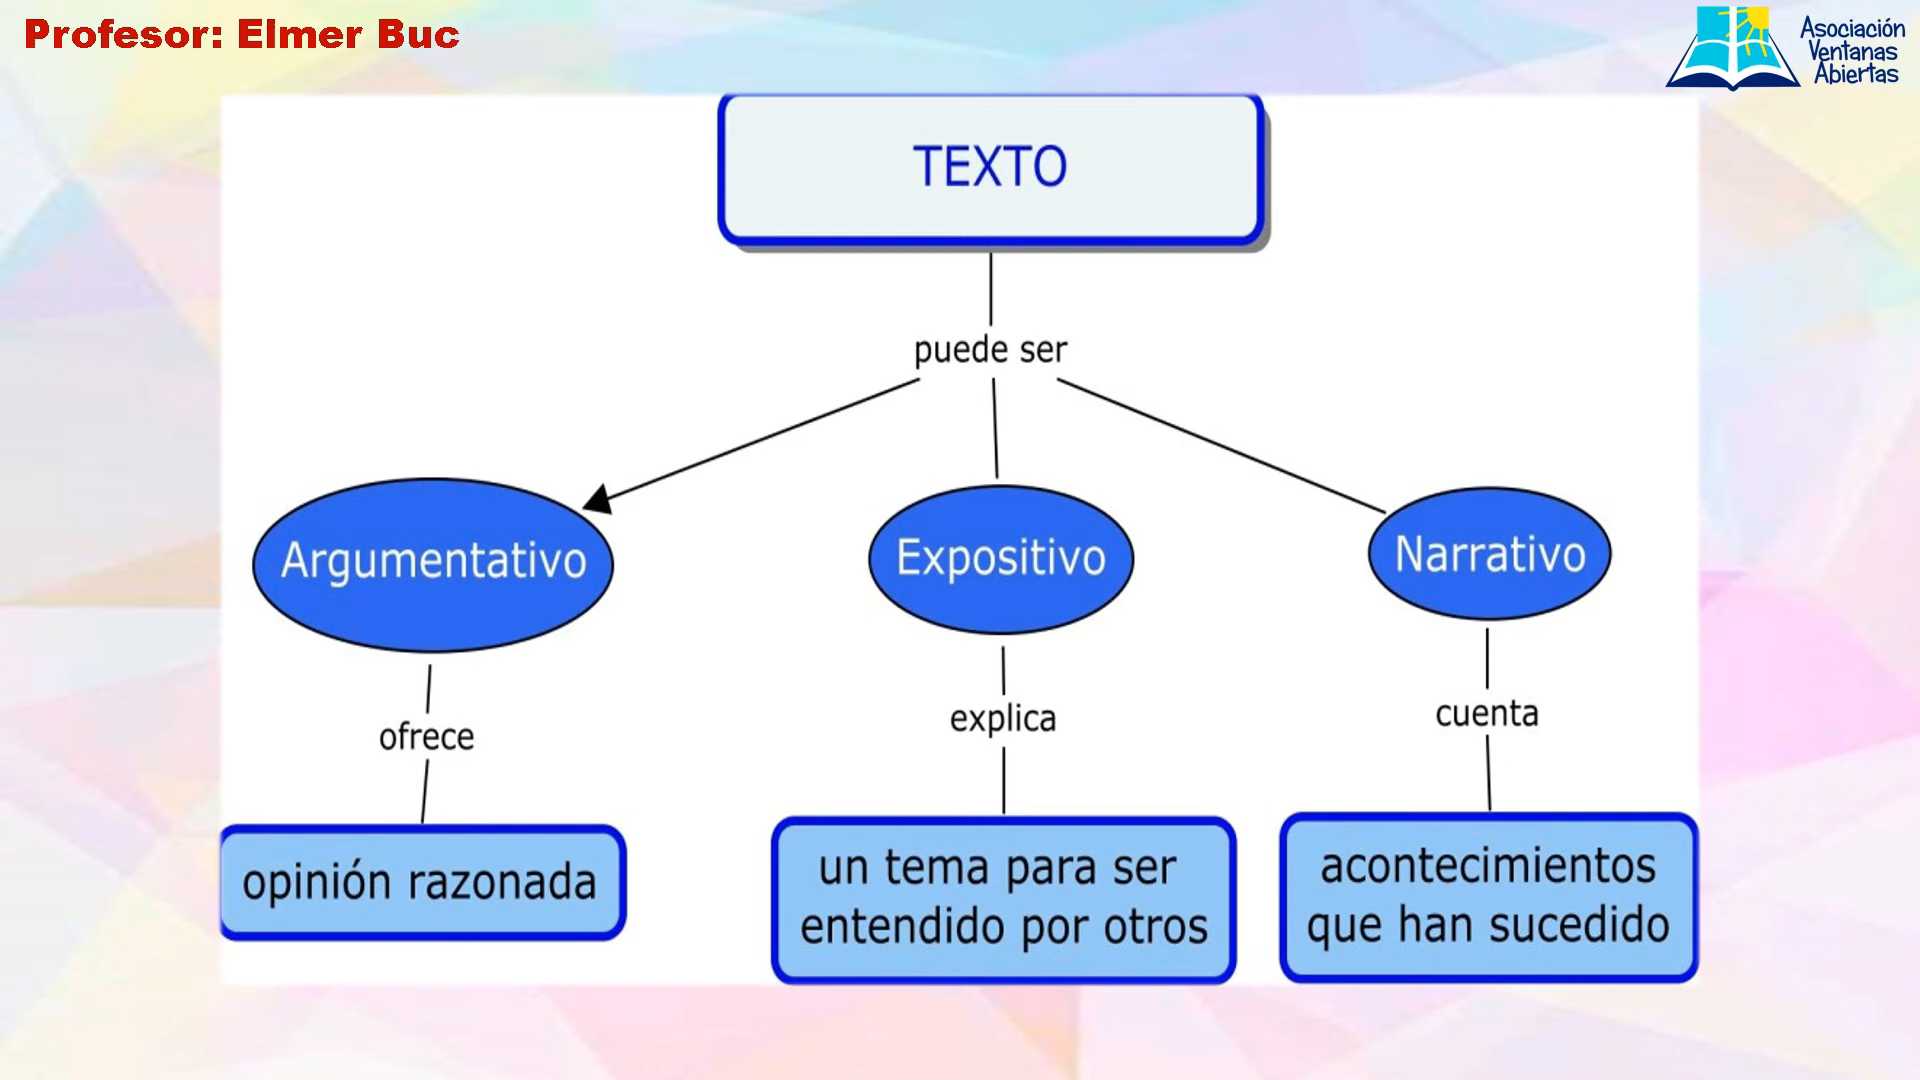 Profesor: Elmer Buc
Asociación
Ventanas
Abiertas
TEXTO
puede ser
Argumentativo
Expositivo
Narrativo
ofrece
explica
cuenta
opinión razonada
un tema para ser
entendido por otros
acontecimientos
que han sucedido